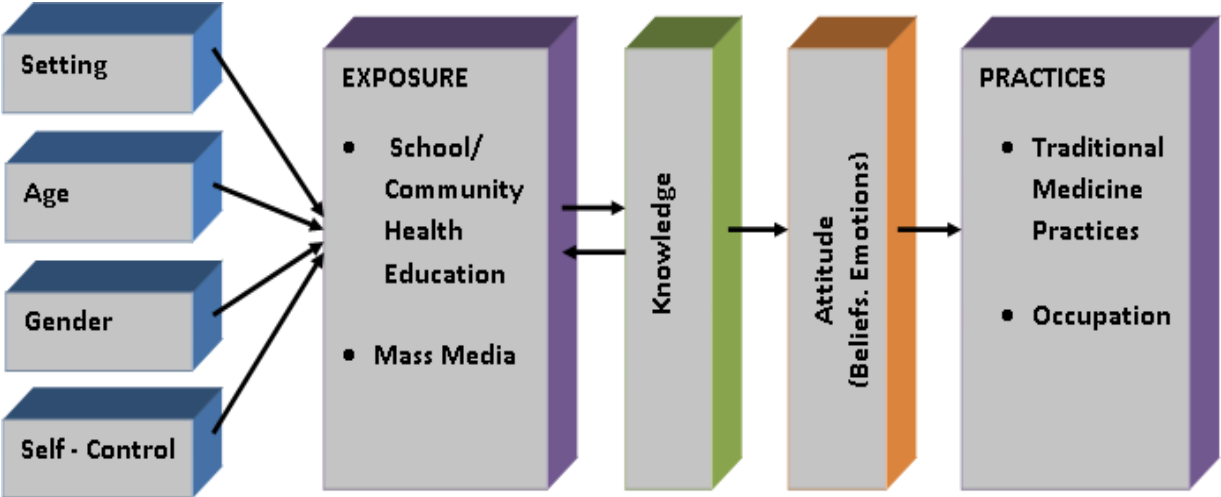 Setting
Age
Gender
Self - Control
EXPOSURE
• School/
Community
Health
Education
• Mass Media
Knowledge
Attitude
(Beliefs. Emotions)
PRACTICES
• Traditional
Medicine
Practices
• Occupation